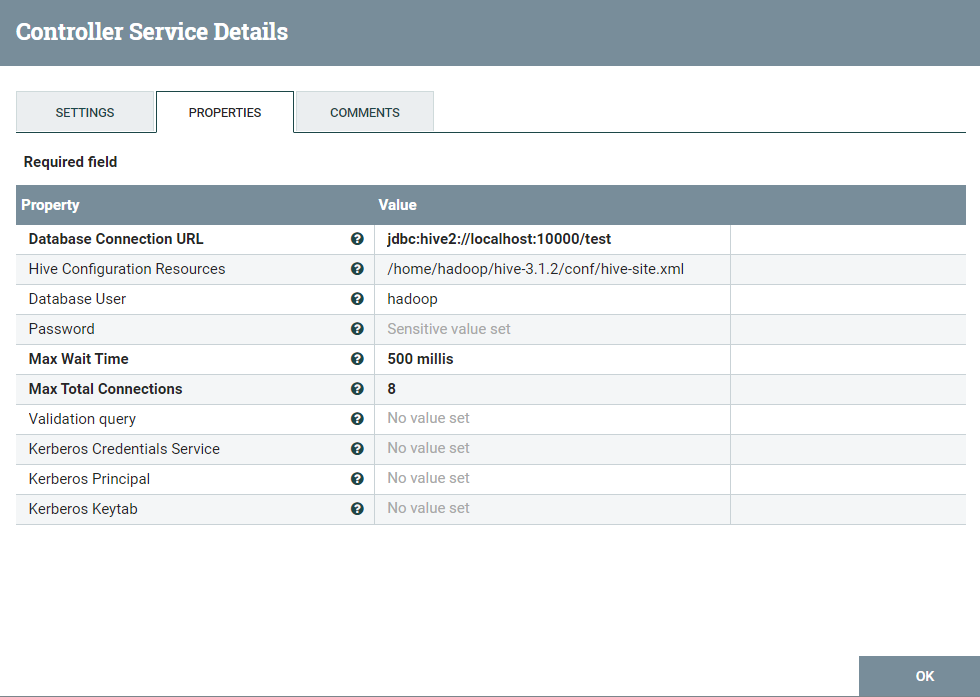 Controller Service Details
SETTINGS PROPERTIES COMMENTS
Required field
Property Value
Database Connection URL ? jdbc:hive2://localhost:10000/test
Hive Configuration Resources ? /home/hadoop/hive-3.1.2/conf/hive-site.xml
Database User ? hadoop
Password ? Sensitive value set
Max Wait Time ? 500 millis
Max Total Connections ? 8
Validation query ? No value set
Kerberos Credentials Service ? No value set
Kerberos Principal ? No value set
Kerberos Keytab ? No value set
OK